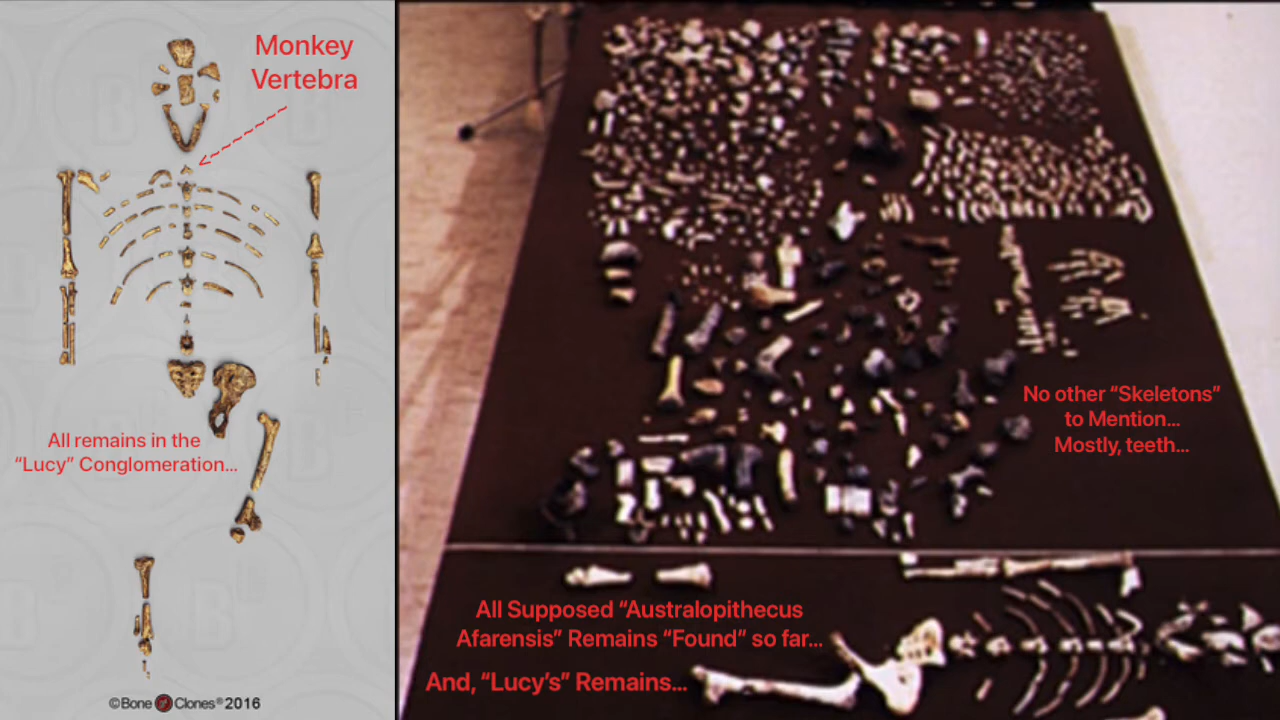 Monkey
Vertebra
All remains in the
“Lucy” Conglomeration...
©Bone Clones® 2016
No other “Skeletons”
to Mention...
Mostly, teeth...
All Supposed “Australopithecus
Afarensis” Remains “Found” so far...
And, “Lucy’s” Remains...